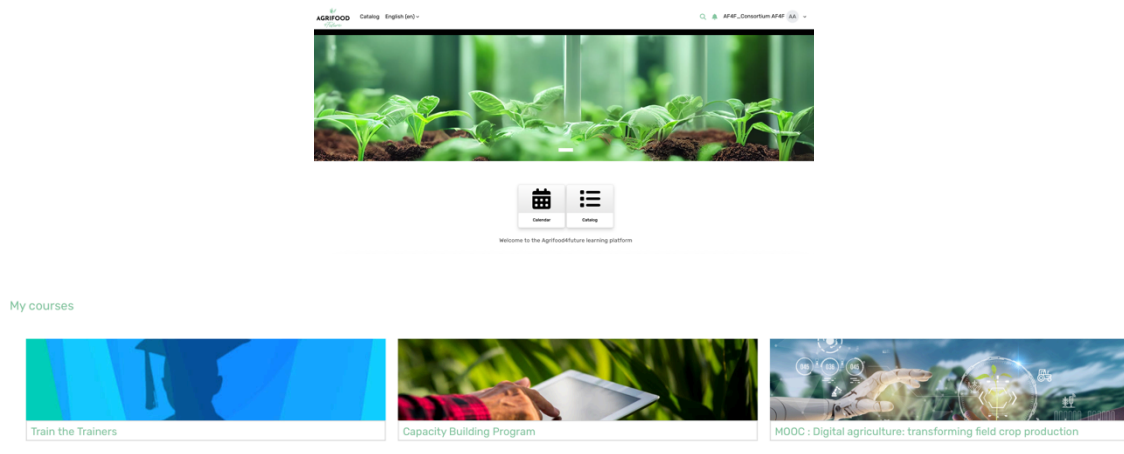 AGRIFOOD
Future
Catalog English (en)
AF4F_Consortium AF4F AA
Calendar
Catalog
Welcome to the Agrifood4future learning platform
My courses
Train the Trainers
Capacity Building Program
MOOC : Digital agriculture: transforming field crop production